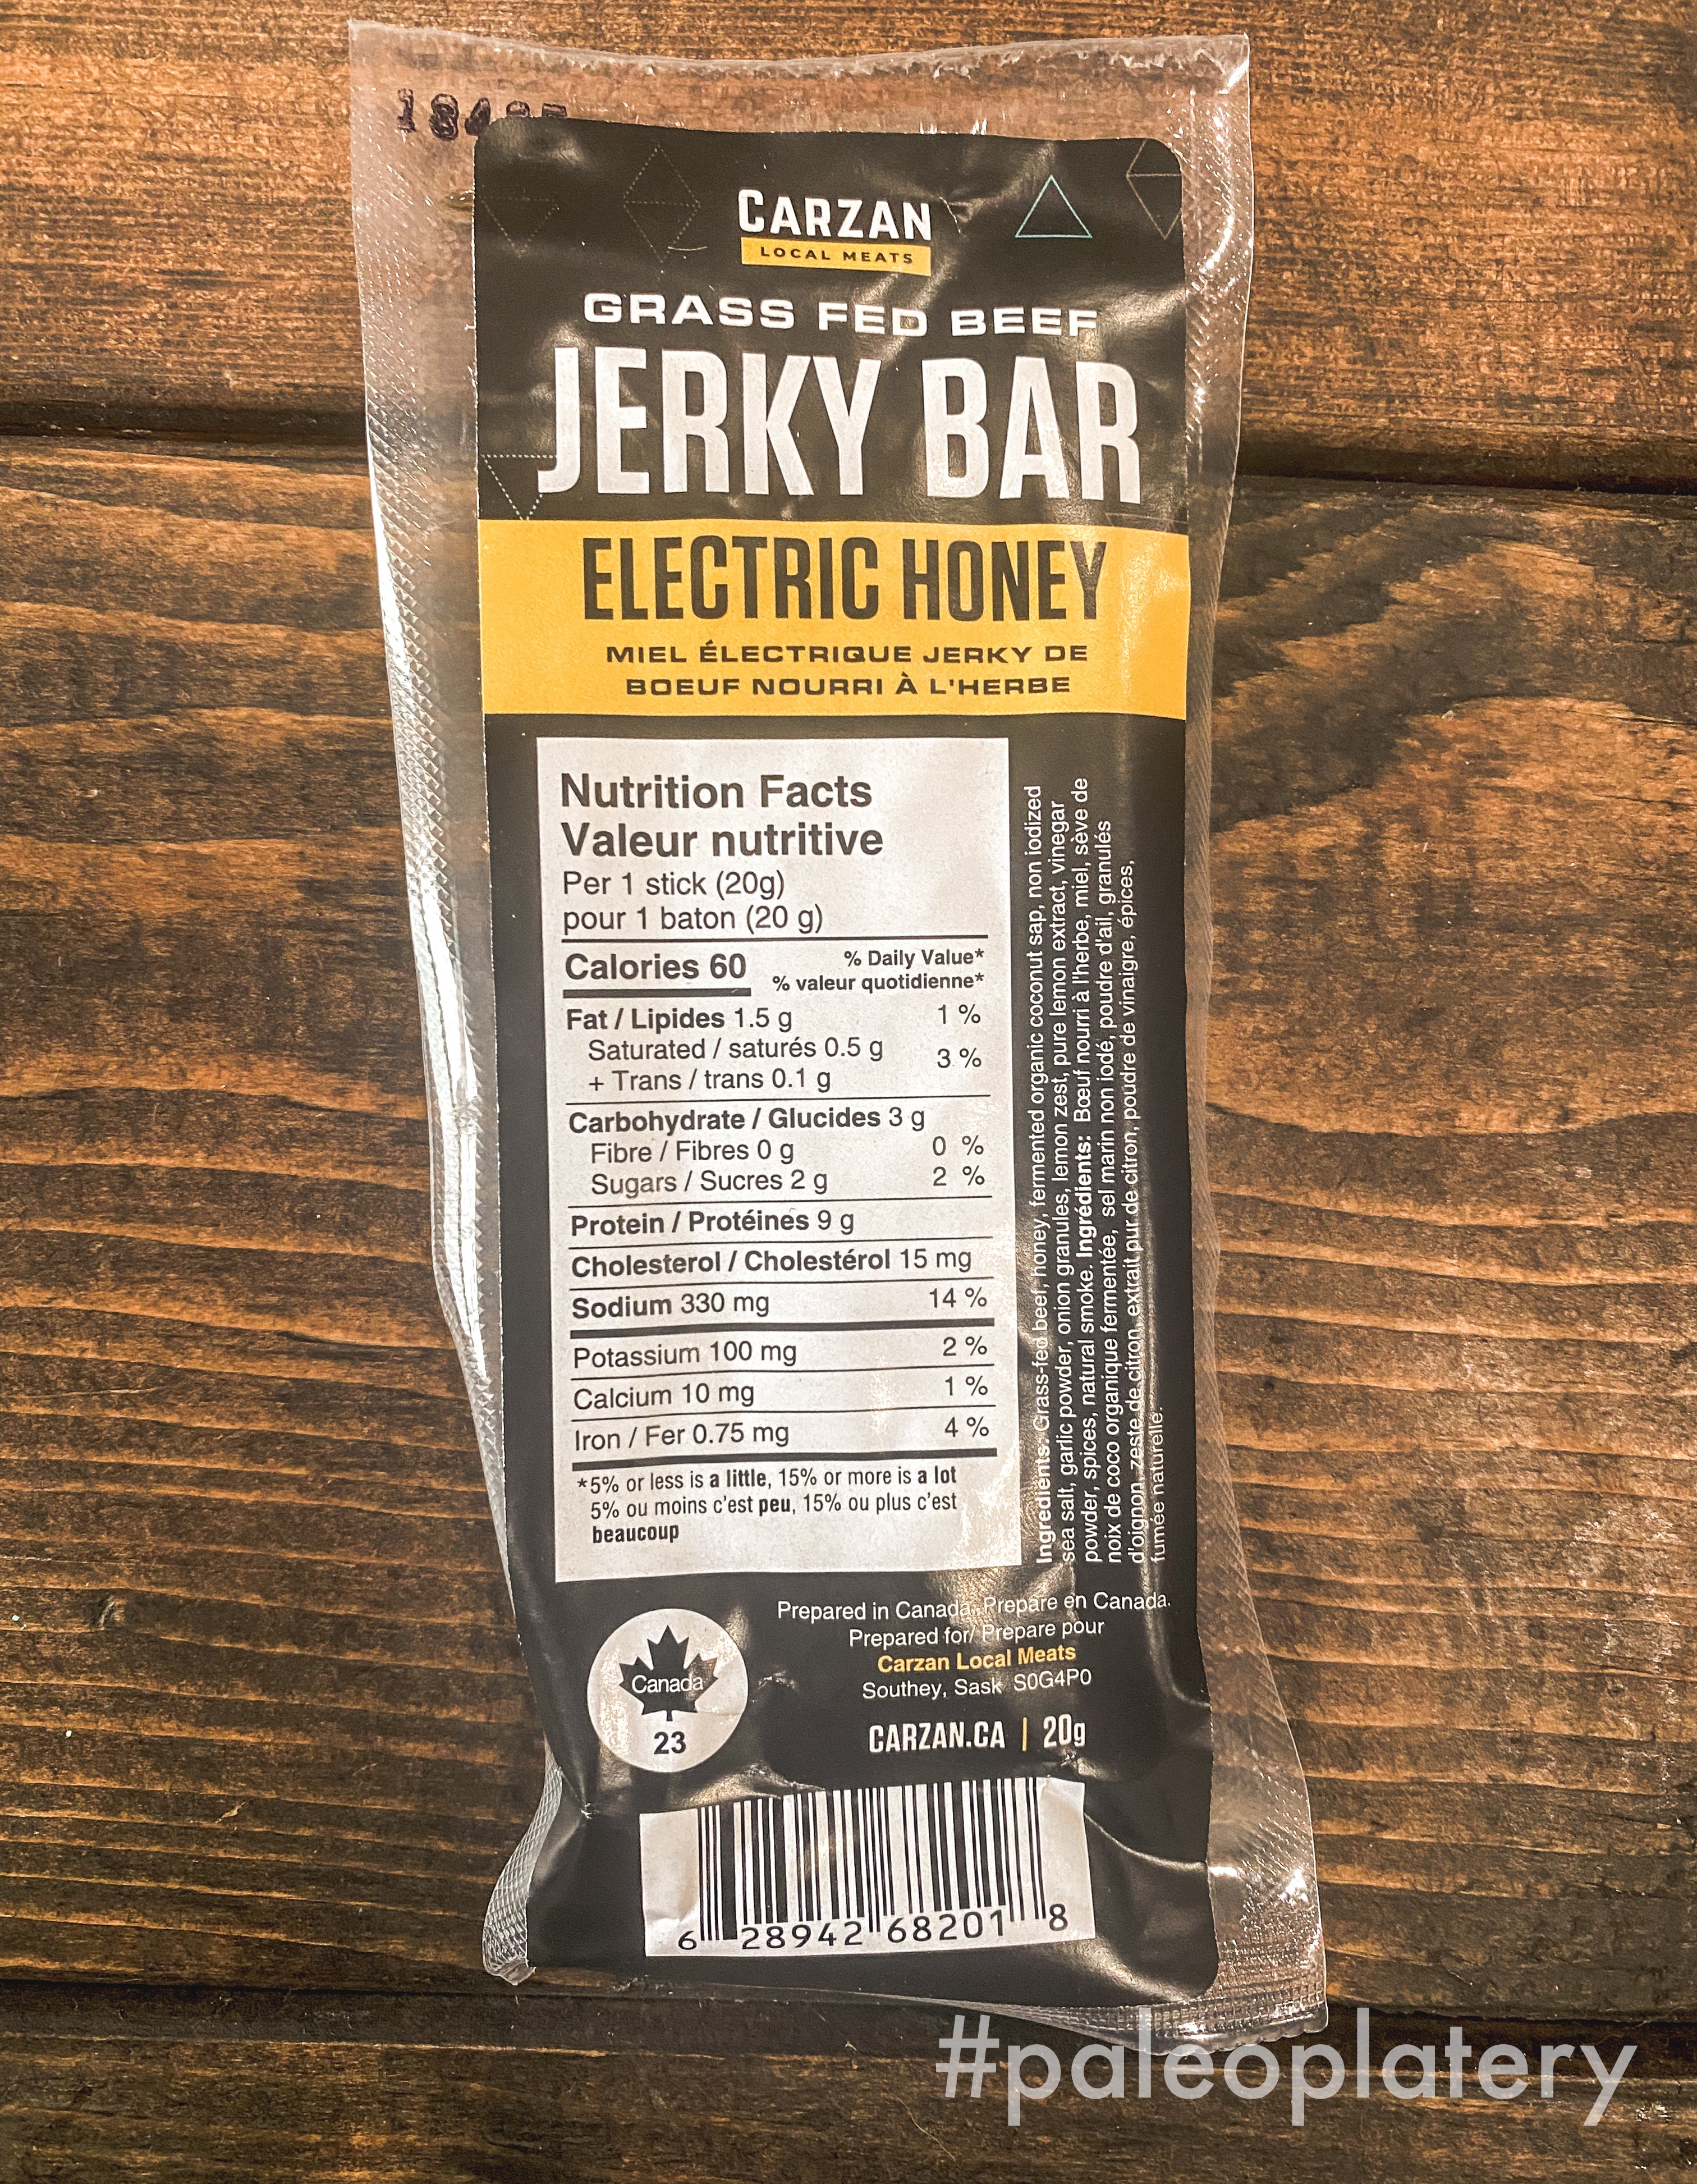 CARZAN
LOCAL MEATS
GRASS FED BEEF
JERKY BAR
ELECTRIC HONEY
MIEL ÉLECTRIQUE JERKY DE
BOEUF NOURRI À L'HERBE
Nutrition Facts
Valeur nutritive
Per 1 stick (20g)
pour 1 baton (20 g)
Calories 60
% Daily Value*
% valeur quotidienne*
Fat / Lipides 1.5 g 1 %
Saturated / saturés 0.5 g
+ Trans / trans 0.1 g
3 %
Carbohydrate / Glucides 3 g
Fibre / Fibres 0 g 0 %
Sugars / Sucres 2 g 2 %
Protein / Protéines 9 g
Cholesterol / Cholestérol 15 mg
Sodium 330 mg 14 %
Potassium 100 mg 2 %
Calcium 10 mg 1 %
Iron / Fer 0.75 mg 4 %
*5% or less is a little, 15% or more is a lot
5% ou moins c'est peu, 15% ou plus c'est
beaucoup
Ingredients: Grass-fed beef, honey, fermented organic coconut sap, non iodized
sea salt, garlic powder, onion granules, lemon zest, pure lemon extract, vinegar
powder, spices, natural smoke. Ingrédients: Bœuf nourri à l'herbe, miel, sève de
noix de coco organique fermentée, sel marin non iodé, poudre d'ail, granulés
d'oignon, zeste de citron, extrait pur de citron, poudre de vinaigre, épices,
fumée naturelle.
Prepared in Canada. Prepare en Canada.
Prepared for/ Prepare pour
Carzan Local Meats
Southey, Sask S0G4P0
CARZAN.CA | 20g
Canada
23
6 28942 68201 8
#paleoplatery